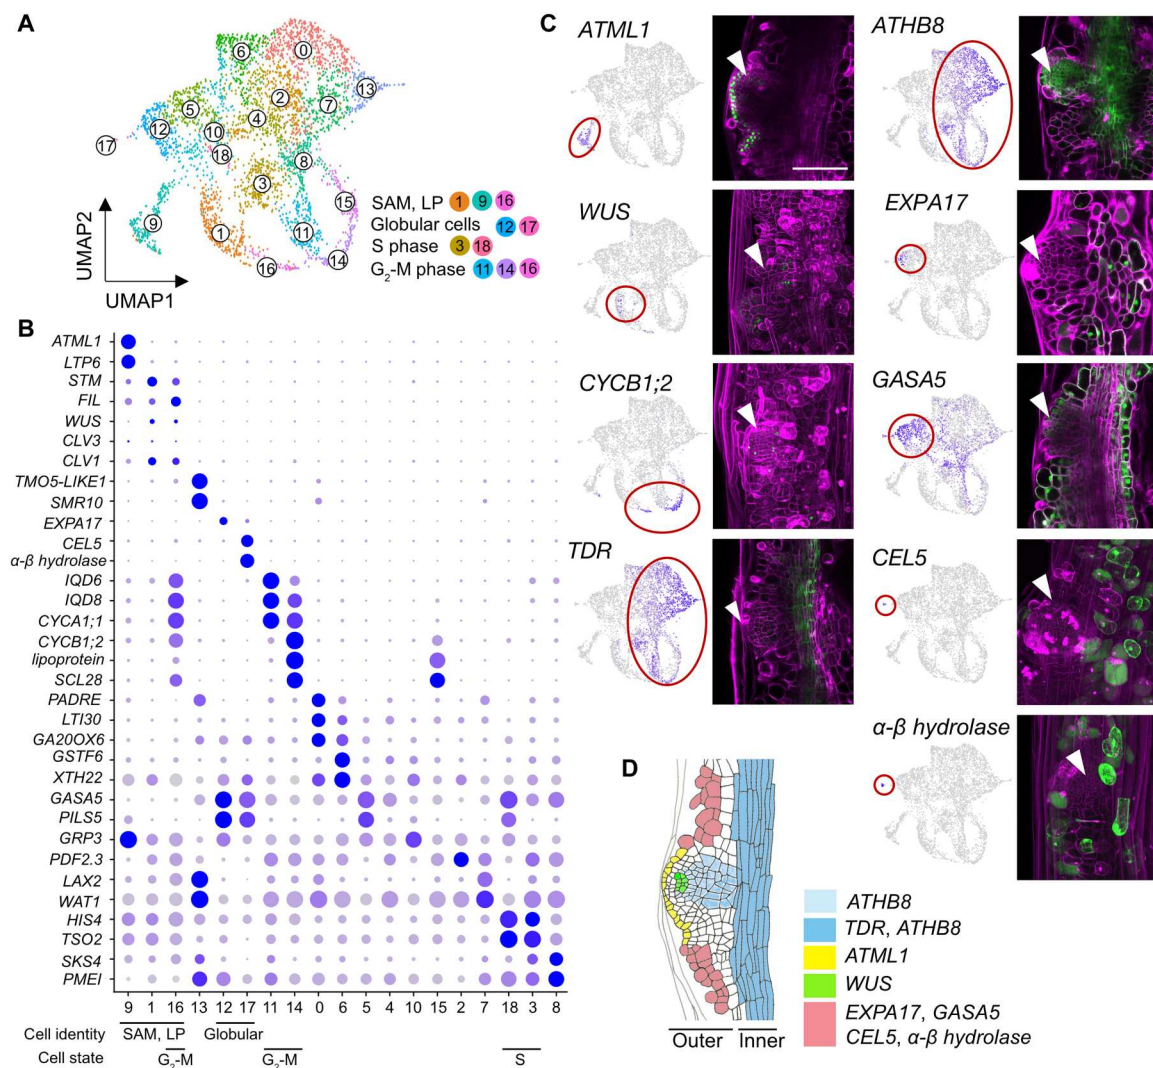 A
6
0
13
5
2
7
4
12
10
17
18
8
3
15
9
1
11
14
16
SAM, LP 1 9 16
Globular cells 12 17
S phase 3 18
G2-M phase 11 14 16
UMAP2
UMAP1
B
ATML1
LTP6
STM
FIL
WUS
CLV3
CLV1
TMO5-LIKE1
SMR10
EXPA17
CEL5
α-β hydrolase
IQD6
IQD8
CYCA1;1
CYCB1;2
lipoprotein
SCL28
PADRE
LTI30
GA20OX6
GSTF6
XTH22
GASA5
PILS5
GRP3
PDF2.3
LAX2
WAT1
HIS4
TSO2
SKS4
PMEI
9 1 16 13 12 17 11 14 0 6 5 4 10 15 2 7 18 3 8
Cell identity SAM, LP Globular
Cell state G2-M G2-M S
C
ATML1
ATHB8
WUS
EXPA17
CYCB1;2
GASA5
TDR
CEL5
α-β hydrolase
D
Outer Inner
ATHB8
TDR, ATHB8
ATML1
WUS
EXPA17, GASA5
CEL5, α-β hydrolase